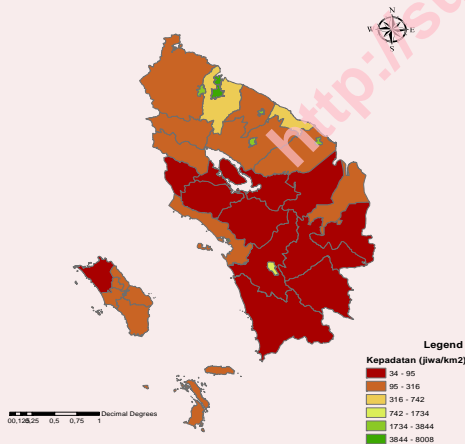 N
W E
S
http://s
Legend
Kepadatan (jiwa/km2)
34 - 95
95 - 316
316 - 742
742 - 1734
1734 - 3844
3844 - 8008
0,5 0,75 1 Decimal Degrees